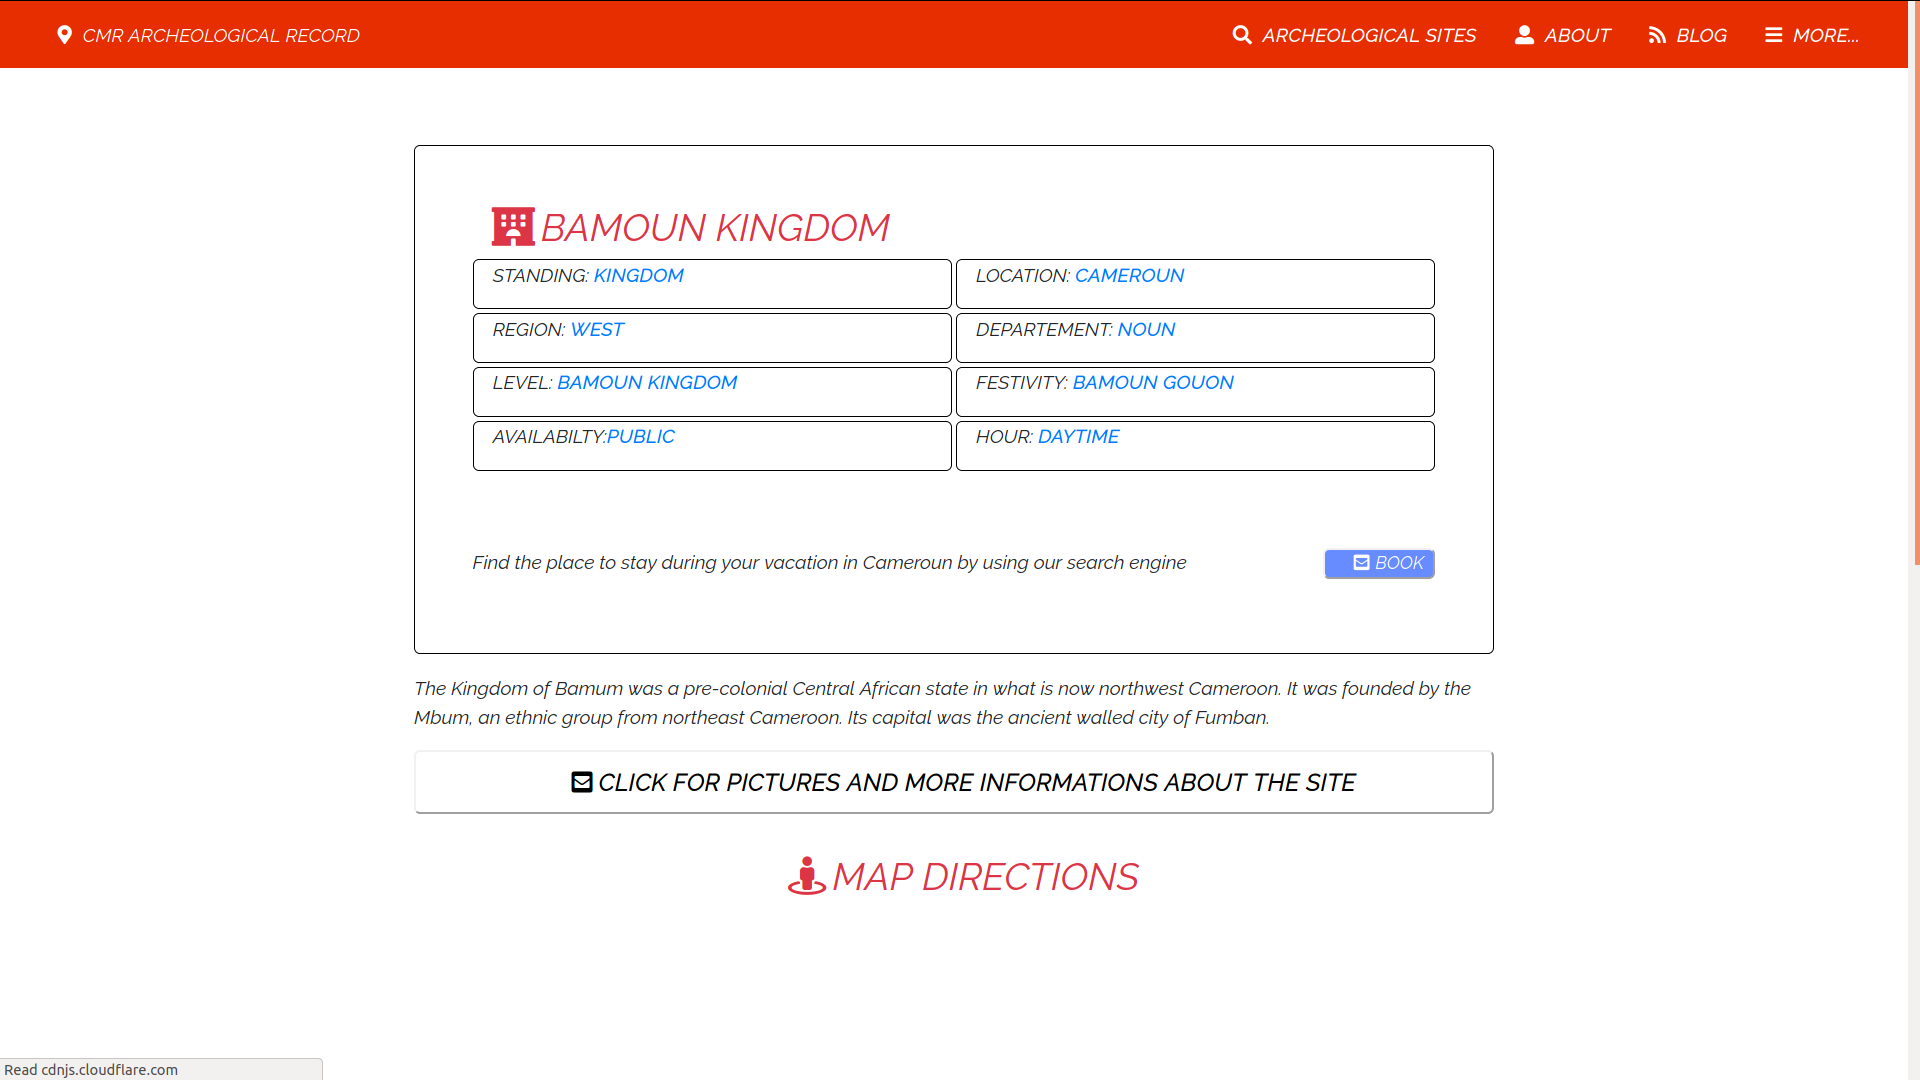 CMR ARCHEOLOGICAL RECORD
ARCHEOLOGICAL SITES
ABOUT
BLOG
MORE...
BAMOUN KINGDOM
STANDING: KINGDOM
LOCATION: CAMEROUN
REGION: WEST
DEPARTEMENT: NOUN
LEVEL: BAMOUN KINGDOM
FESTIVITY: BAMOUN GOUON
AVAILABILTY:PUBLIC
HOUR: DAYTIME
Find the place to stay during your vacation in Cameroun by using our search engine
BOOK
The Kingdom of Bamum was a pre-colonial Central African state in what is now northwest Cameroon. It was founded by the
Mbum, an ethnic group from northeast Cameroon. Its capital was the ancient walled city of Fumban.
CLICK FOR PICTURES AND MORE INFORMATIONS ABOUT THE SITE
MAP DIRECTIONS
Read cdnjs.cloudflare.com